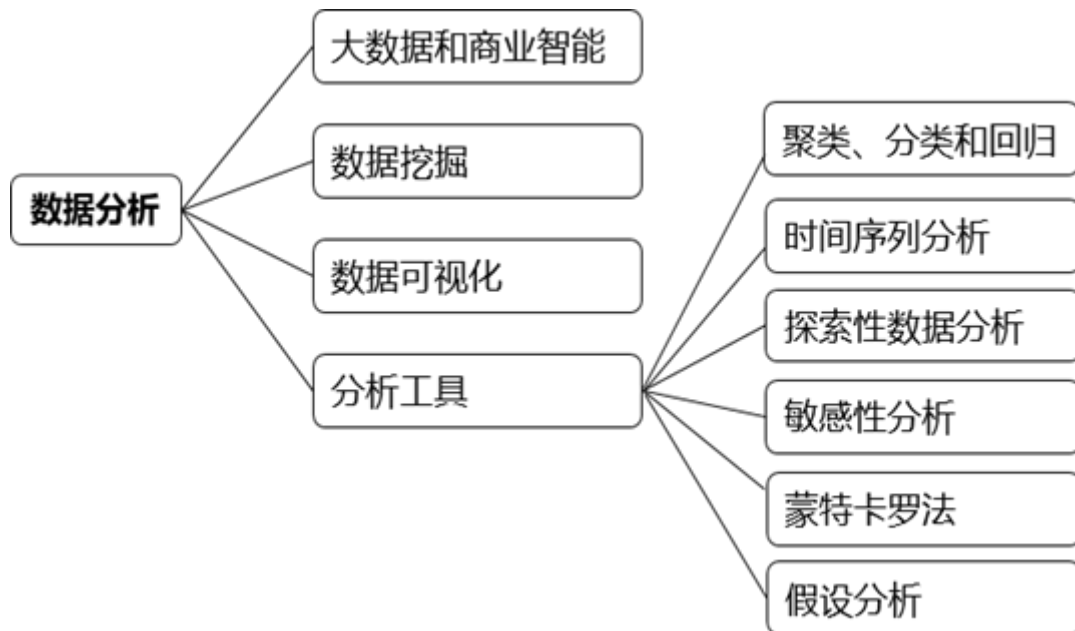 数据分析
大数据和商业智能
数据挖掘
数据可视化
分析工具
聚类、分类和回归
时间序列分析
探索性数据分析
敏感性分析
蒙特卡罗法
假设分析